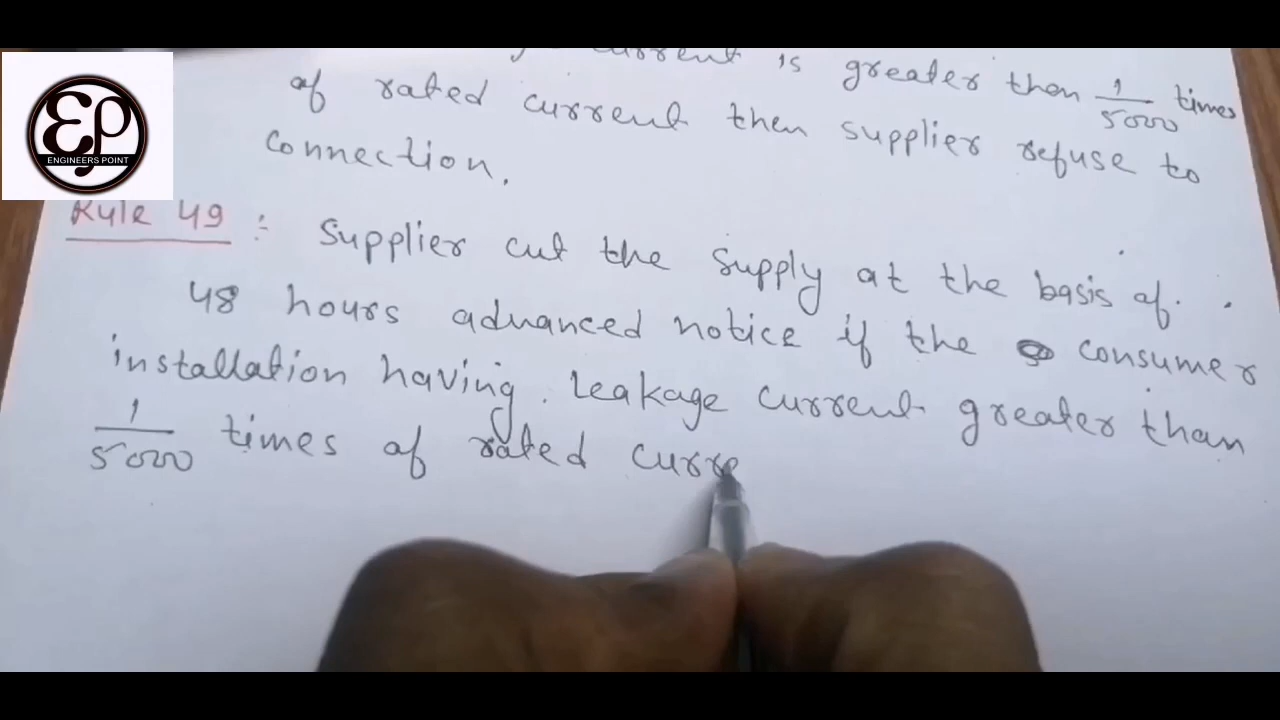 current is greater then 1/5000 times
of rated current then supplier refuse to
connection.
Rule 49 :- Supplier cut the supply at the basis of
48 hours advanced notice if the consumer
installation having leakage current greater than
1/5000 times of rated curre
EP
ENGINEERS POINT